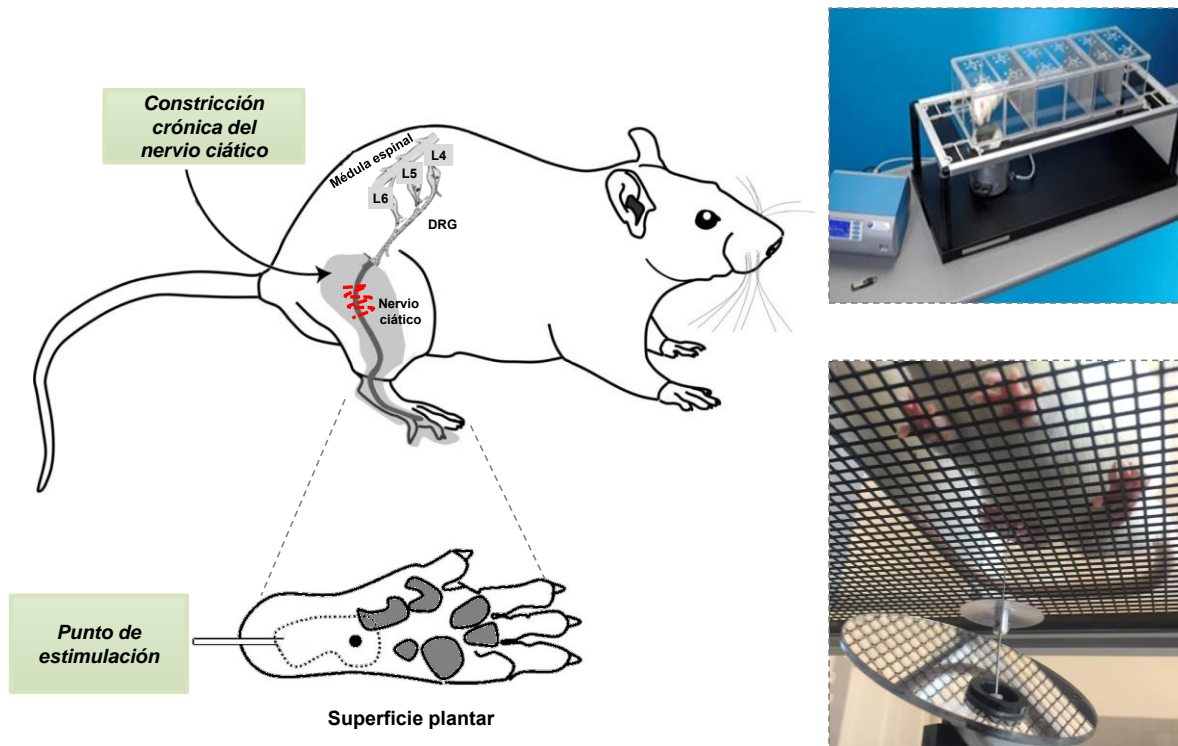 Constricción
crónica del
nervio ciático
Médula espinal
L4
L5
L6
DRG
Nervio
ciático
Punto de
estimulación
Superficie plantar